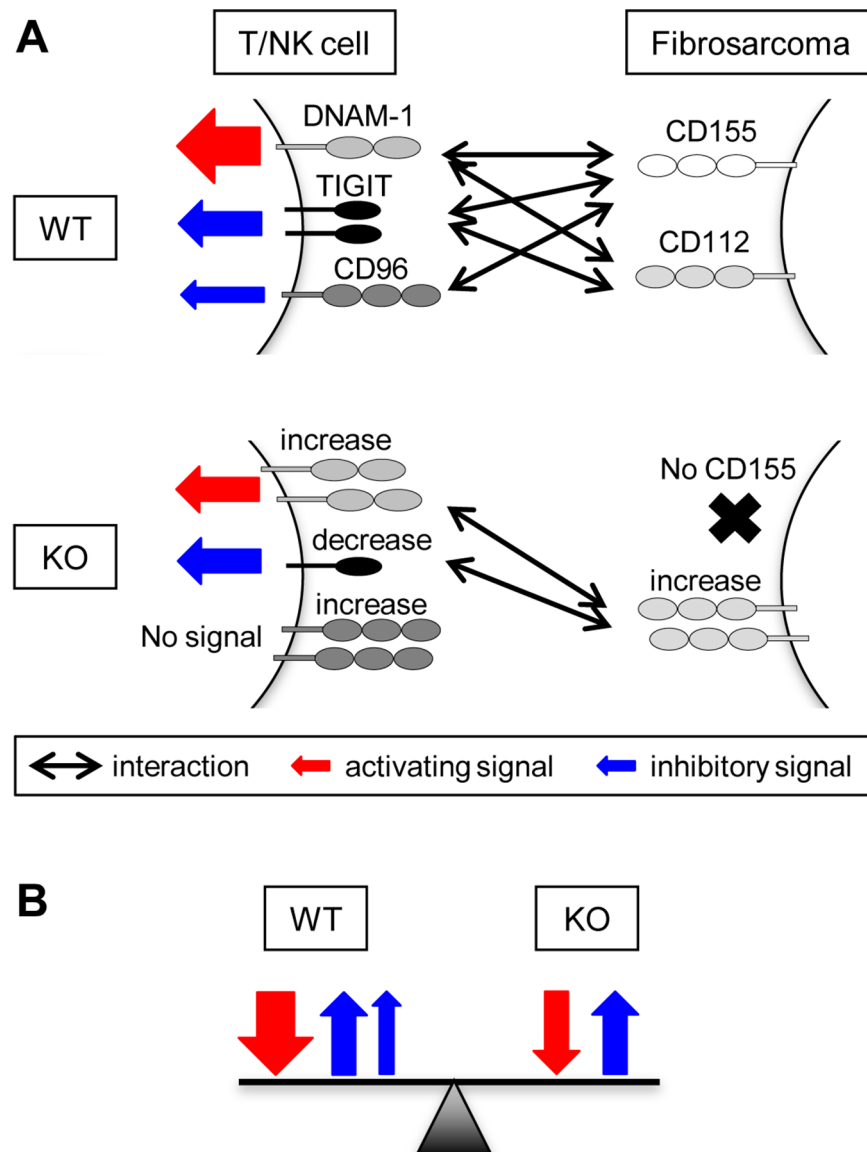 A
T/NK cell
Fibrosarcoma
DNAM-1
CD155
TIGIT
WT
CD112
CD96
increase
No CD155
KO
decrease
increase
increase
No signal
interaction
activating signal
inhibitory signal
B
WT
KO